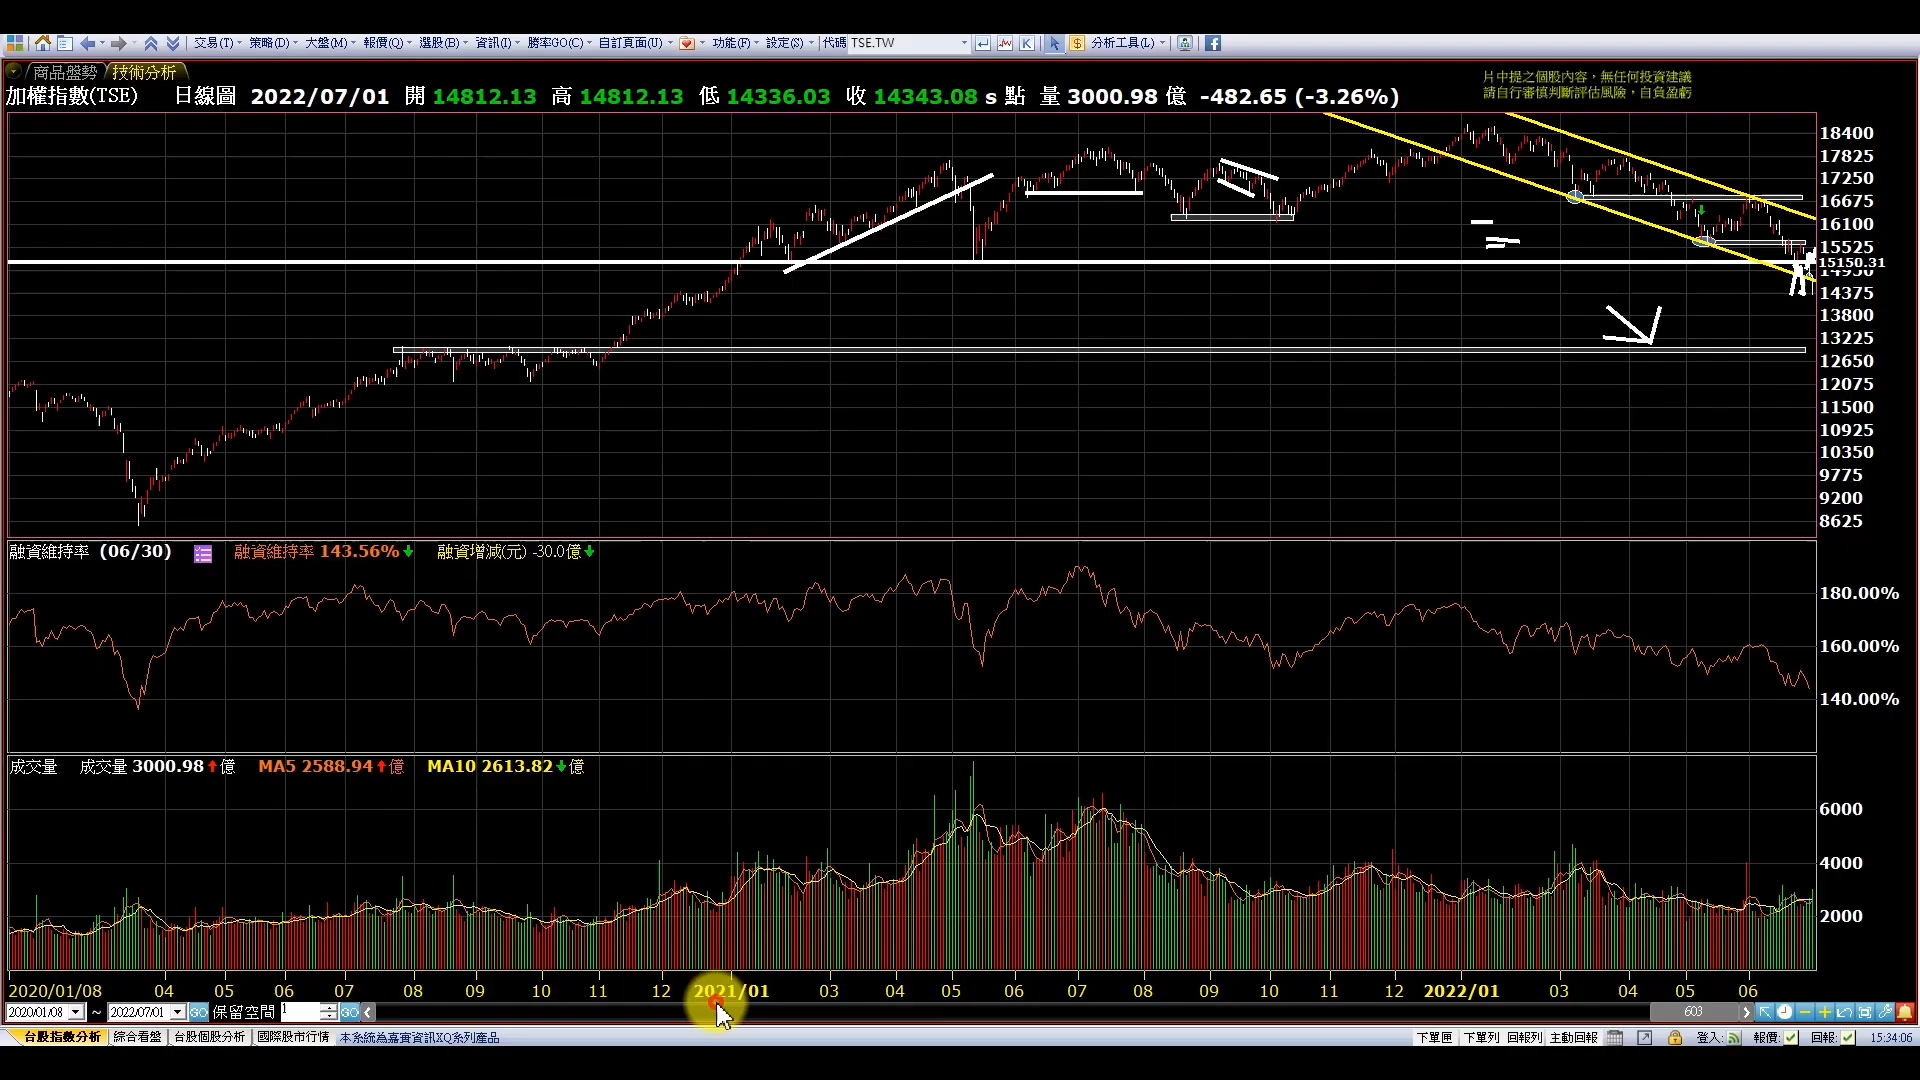 交易(T) 策略(D) 大盤(M) 報價(Q) 選股(B) 資訊(I) 勝率GO(C) 自訂頁面(U) 功能(F) 設定(S) 代碼 TSE.TW K $ 分析工具(L)
商品盤勢 技術分析
片中提之個股內容，無任何投資建議
請自行審慎判斷評估風險，自負盈虧
加權指數(TSE) 日線圖 2022/07/01 開 14812.13 高 14812.13 低 14336.03 收 14343.08 s 點 量 3000.98 億 -482.65 (-3.26%)
18400
17825
17250
16675
16100
15525
15150.31
14950
14375
13800
13225
12650
12075
11500
10925
10350
9775
9200
8625
融資維持率 (06/30) 融資維持率 143.56% 融資增減(元) -30.0億
180.00%
160.00%
140.00%
成交量 成交量 3000.98 億 MA5 2588.94 億 MA10 2613.82 億
6000
4000
2000
2020/01/08 04 05 06 07 08 09 10 11 12 2021/01 03 04 05 06 07 08 09 10 11 12 2022/01 03 04 05 06
2020/01/08 ~ 2022/07/01 GO 保留空間 1 GO 603
台股指數分析 綜合看盤 台股個股分析 國際股市行情 本系統為嘉實資訊XQ系列產品 下單匣 下單列 回報列 主動回報 登入: 報價: 回報: 15:34:06